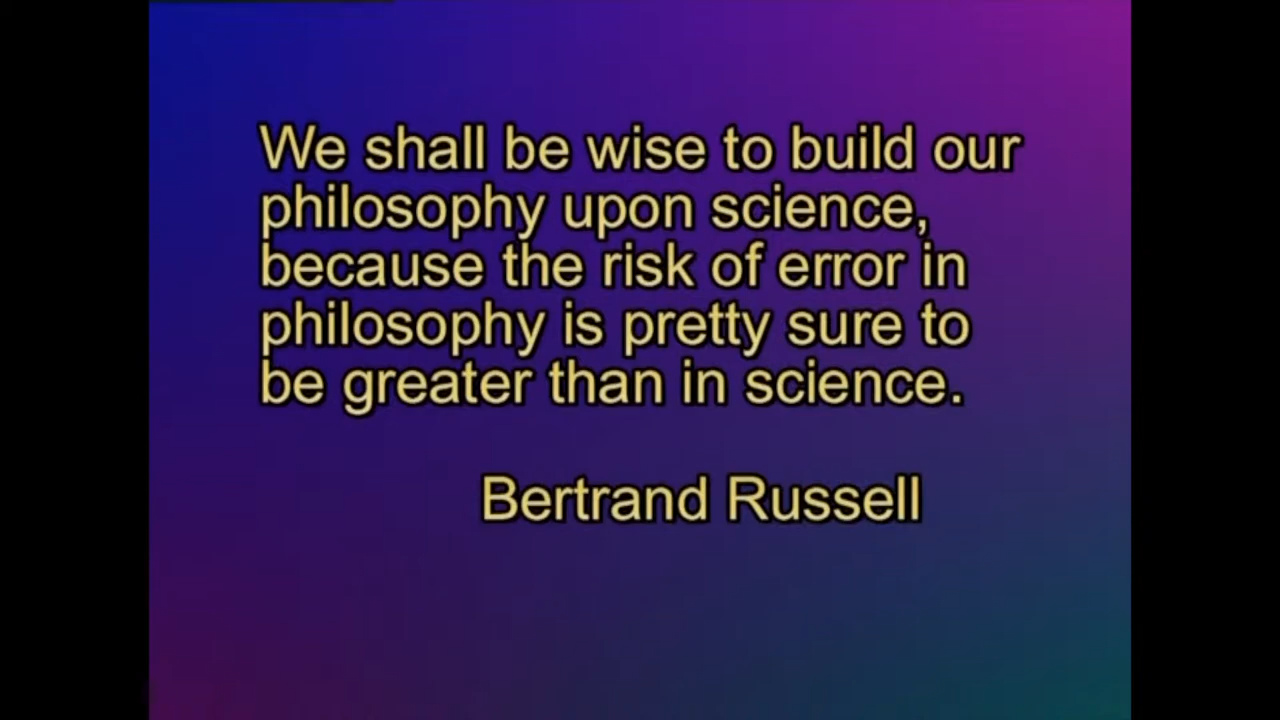 We shall be wise to build our
philosophy upon science,
because the risk of error in
philosophy is pretty sure to
be greater than in science.
Bertrand Russell